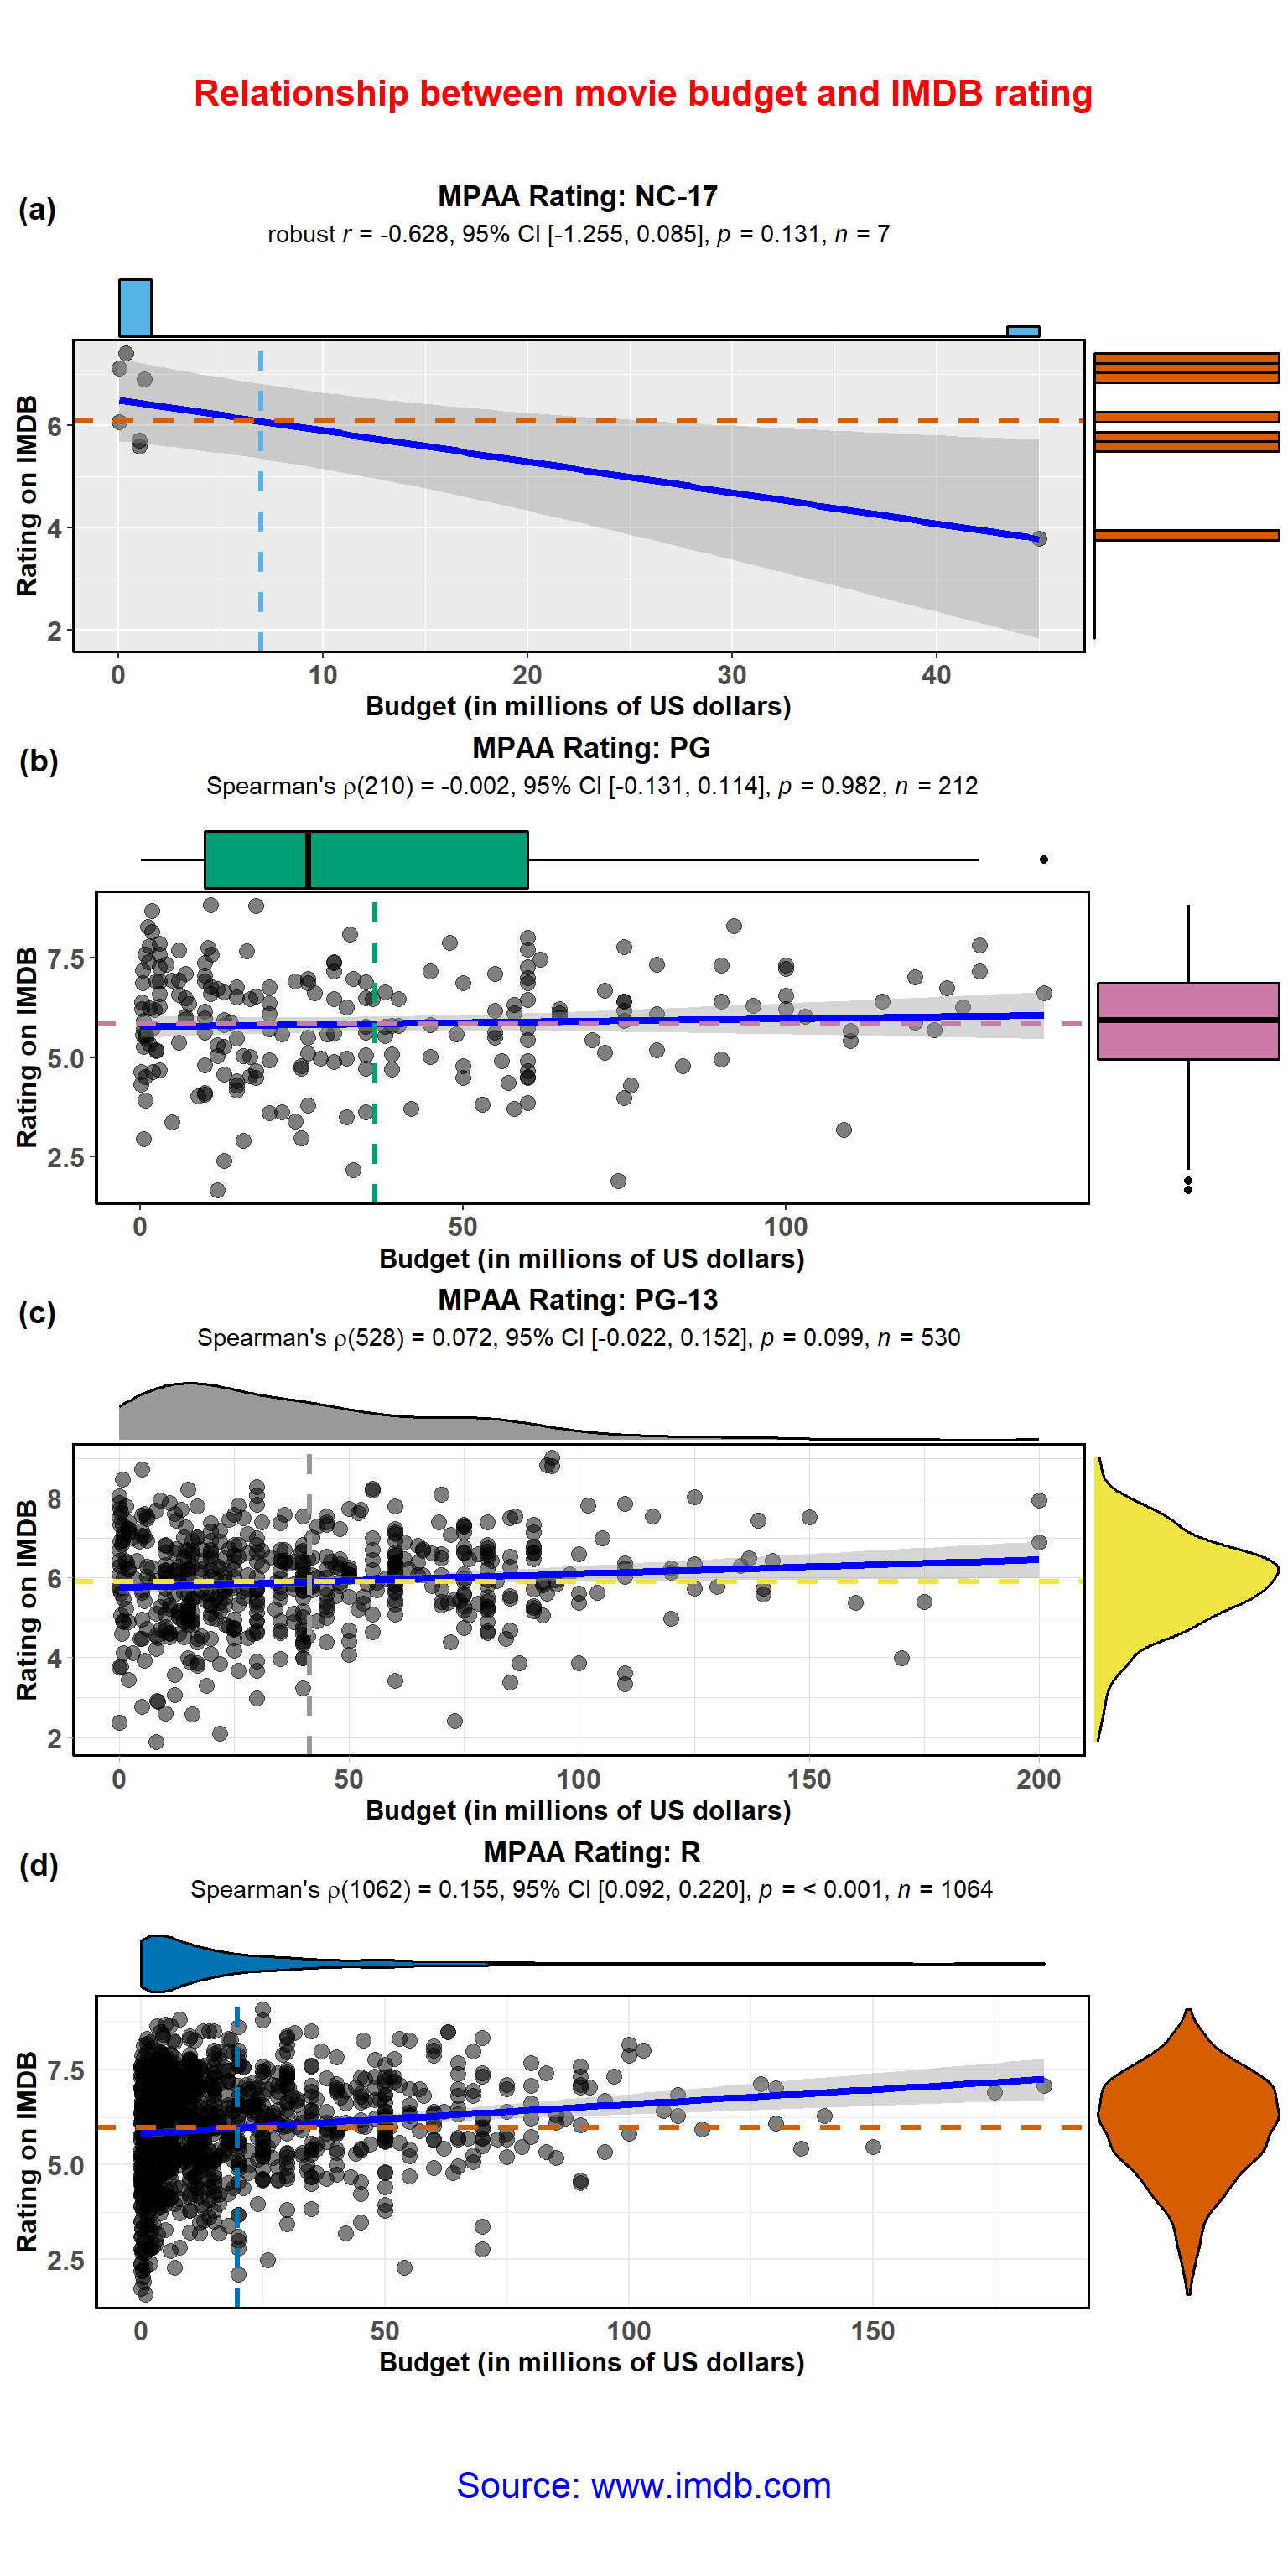 Relationship between movie budget and IMDB rating
(a)
MPAA Rating: NC-17
robust r = -0.628, 95% CI [-1.255, 0.085], p = 0.131, n = 7
Rating on IMDB
6
4
2
0 10 20 30 40
Budget (in millions of US dollars)
(b)
MPAA Rating: PG
Spearman's ρ(210) = -0.002, 95% CI [-0.131, 0.114], p = 0.982, n = 212
Rating on IMDB
7.5
5.0
2.5
0 50 100
Budget (in millions of US dollars)
(c)
MPAA Rating: PG-13
Spearman's ρ(528) = 0.072, 95% CI [-0.022, 0.152], p = 0.099, n = 530
Rating on IMDB
8
6
4
2
0 50 100 150 200
Budget (in millions of US dollars)
(d)
MPAA Rating: R
Spearman's ρ(1062) = 0.155, 95% CI [0.092, 0.220], p = < 0.001, n = 1064
Rating on IMDB
7.5
5.0
2.5
0 50 100 150
Budget (in millions of US dollars)
Source: www.imdb.com